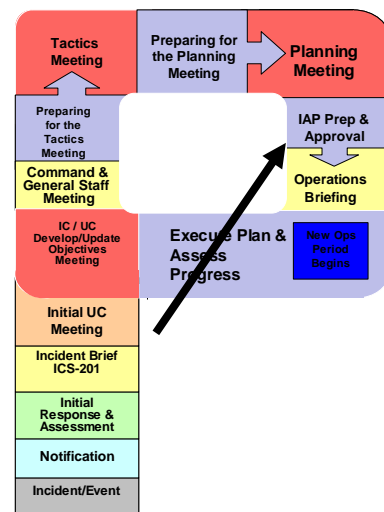 Tactics
Meeting
Preparing for
the Planning
Meeting
Planning
Meeting
Preparing
for the
Tactics
Meeting
IAP Prep &
Approval
Command &
General Staff
Meeting
Operations
Briefing
IC / UC
Develop/Update
Objectives
Meeting
Execute Plan &
Assess
Progress
New Ops
Period
Begins
Initial UC
Meeting
Incident Brief
ICS-201
Initial
Response &
Assessment
Notification
Incident/Event